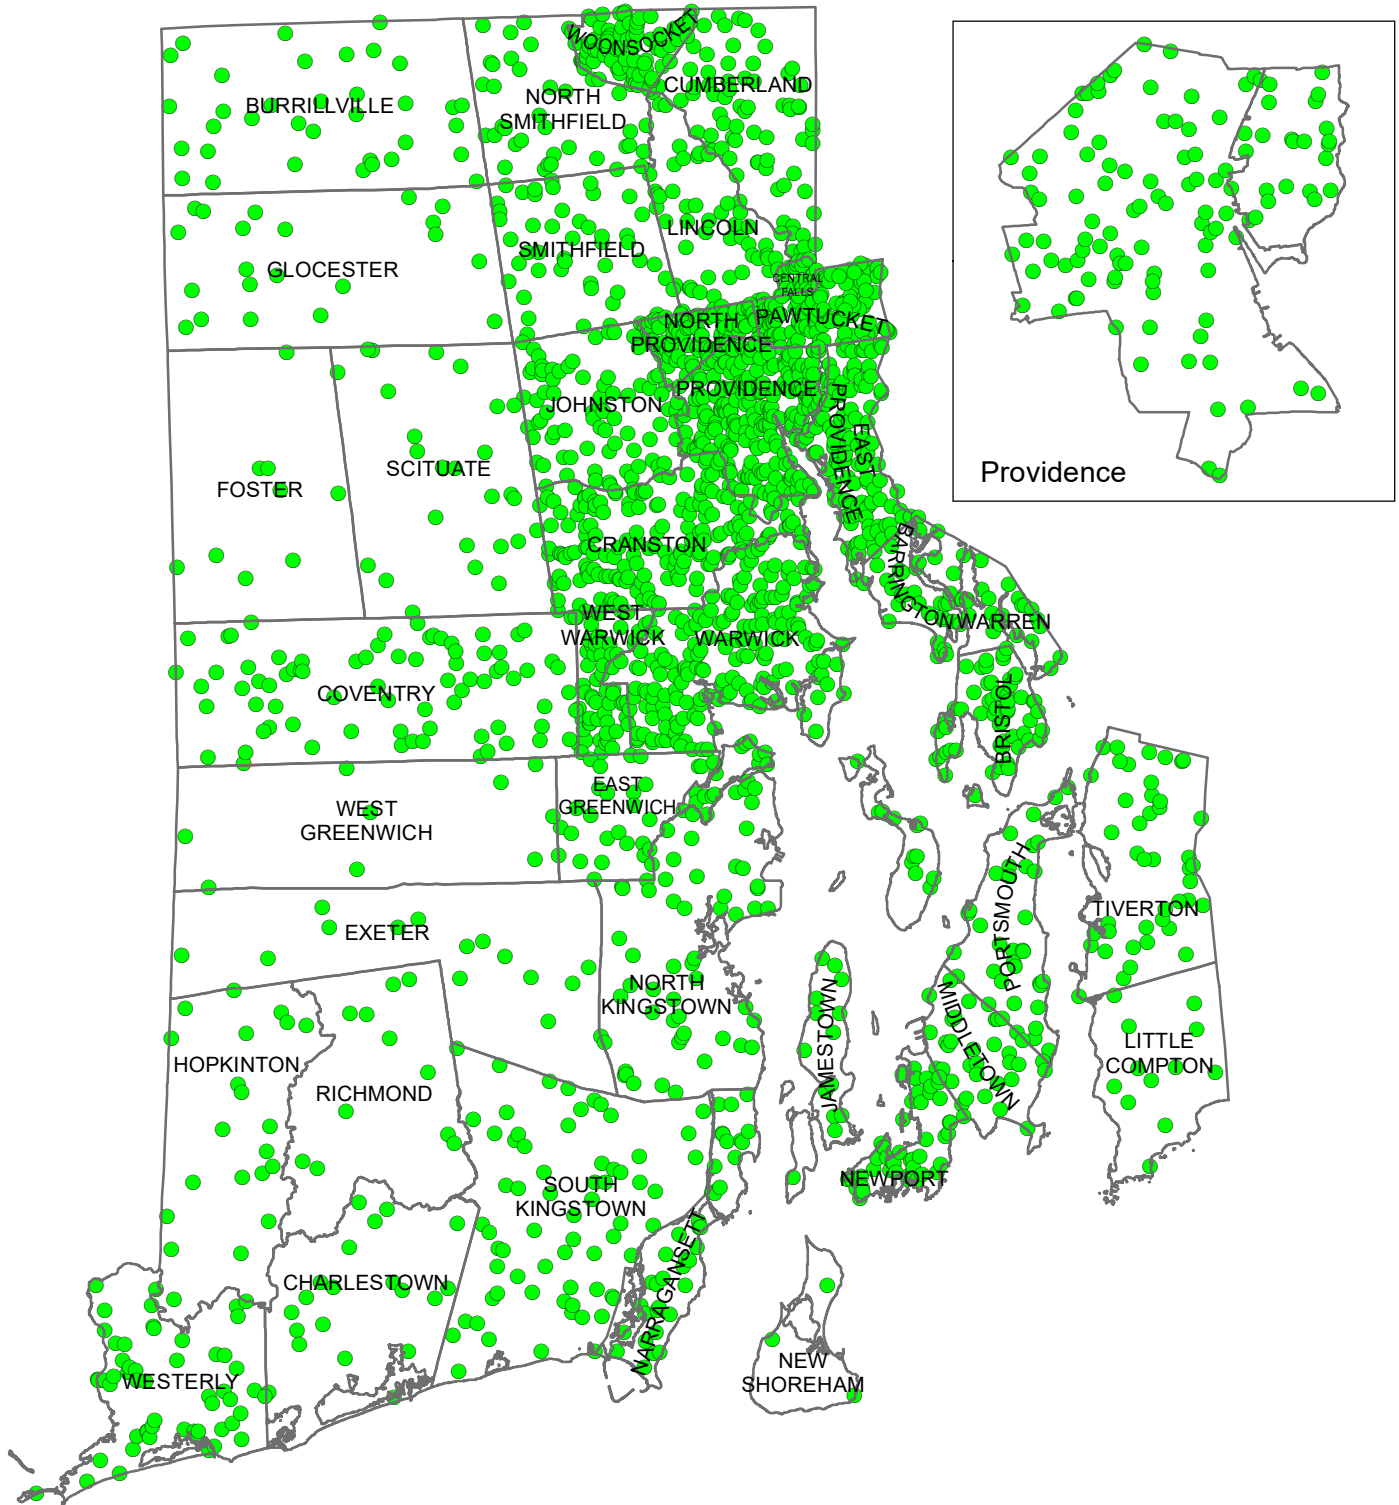 WOONSOCKET
CUMBERLAND
BURRILLVILLE
NORTH
SMITHFIELD
LINCOLN
SMITHFIELD
GLOCESTER
CENTRAL
FALLS
NORTH
PROVIDENCE
PAWTUCKET
PROVIDENCE
JOHNSTON
EAST
PROVIDENCE
SCITUATE
FOSTER
CRANSTON
BARRINGTON
WARREN
WEST
WARWICK
WARWICK
COVENTRY
BRISTOL
EAST
GREENWICH
WEST
GREENWICH
PORTSMOUTH
TIVERTON
EXETER
NORTH
KINGSTOWN
JAMESTOWN
MIDDLETOWN
LITTLE
COMPTON
HOPKINTON
RICHMOND
NEWPORT
SOUTH
KINGSTOWN
NARRAGANSETT
CHARLESTOWN
WESTERLY
NEW
SHOREHAM
Providence